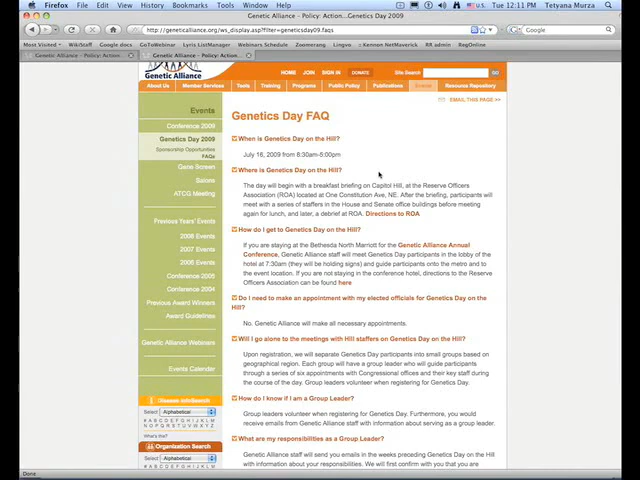 Firefox File Edit View History Bookmarks Tools Window Help U.S. Tue 12:11 PM Tetyana Murza
Genetic Alliance - Policy: Action...Genetics Day 2009
http://geneticalliance.org/ws_display.asp?filter=geneticsday09.faqs
Google
Most Visited WikiStaff Google docs GoToWebinar Lyris ListManager Webinars Schedule Zoomerang Groupon Login :: Kennon NetMaverick RR admin RegOnline
Genetic Alliance - Policy: Action... Genetic Alliance - Policy: Action...
Genetic Alliance
HOME JOIN SIGN IN DONATE Site Search GO
About Us Member Services Tools Training Programs Public Policy Publications Events Resource Repository
EMAIL THIS PAGE >>
Events
Conference 2009
Genetics Day 2009
Sponsorship Opportunities
FAQs
Gene Screen
Salons
ATCG Meeting
Previous Years' Events
2008 Events
2007 Events
2006 Events
Conference 2005
Conference 2004
Previous Award Winners
Award Guidelines
Genetic Alliance Webinars
Events Calendar
Disease InfoSearch
Select Alphabetical
# A B C D E F G H I J K L M
N O P Q R S T U V W X Y Z
What's this?
Organization Search
Select Alphabetical
Genetics Day FAQ
When is Genetics Day on the Hill?
July 16, 2009 from 8:30am-5:00pm
Where is Genetics Day on the Hill?
The day will begin with a breakfast briefing on Capitol Hill, at the Reserve Officers
Association (ROA) located at One Constitution Ave, NE. After the briefing, participants will
meet with a series of staffers in the House and Senate office buildings before meeting
again for lunch, and later, a debrief at ROA. Directions to ROA
How do I get to Genetics Day on the Hill?
If you are staying at the Bethesda North Marriott for the Genetic Alliance Annual
Conference, Genetic Alliance staff will meet Genetics Day participants in the lobby of the
hotel at 7:30am (they will be holding signs) and guide participants to the metro and to
the event location. If you are not staying in the conference hotel, directions to the Reserve
Officers Association can be found here
Do I need to make an appointment with my elected officials for Genetics Day on the
Hill?
No. Genetic Alliance will make all necessary appointments.
Will I go alone to the meetings with Hill staffers on Genetics Day on the Hill?
Upon registration, we will separate Genetics Day participants into small groups based on
geographical region. Each group will have a group leader who will guide participants
through a series of six appointments with Congressional offices and their key staff during
the course of the day. Group leaders volunteer when registering for Genetics Day.
How do I know if I am a Group Leader?
Group leaders volunteer when registering for Genetics Day. Furthermore, you would
receive emails from Genetic Alliance staff with information about serving as a group leader.
What are my responsibilities as a Group Leader?
Genetic Alliance staff will send you emails in the weeks preceding Genetics Day on the Hill
with information about your responsibilities. We will first confirm with you that you are
Done